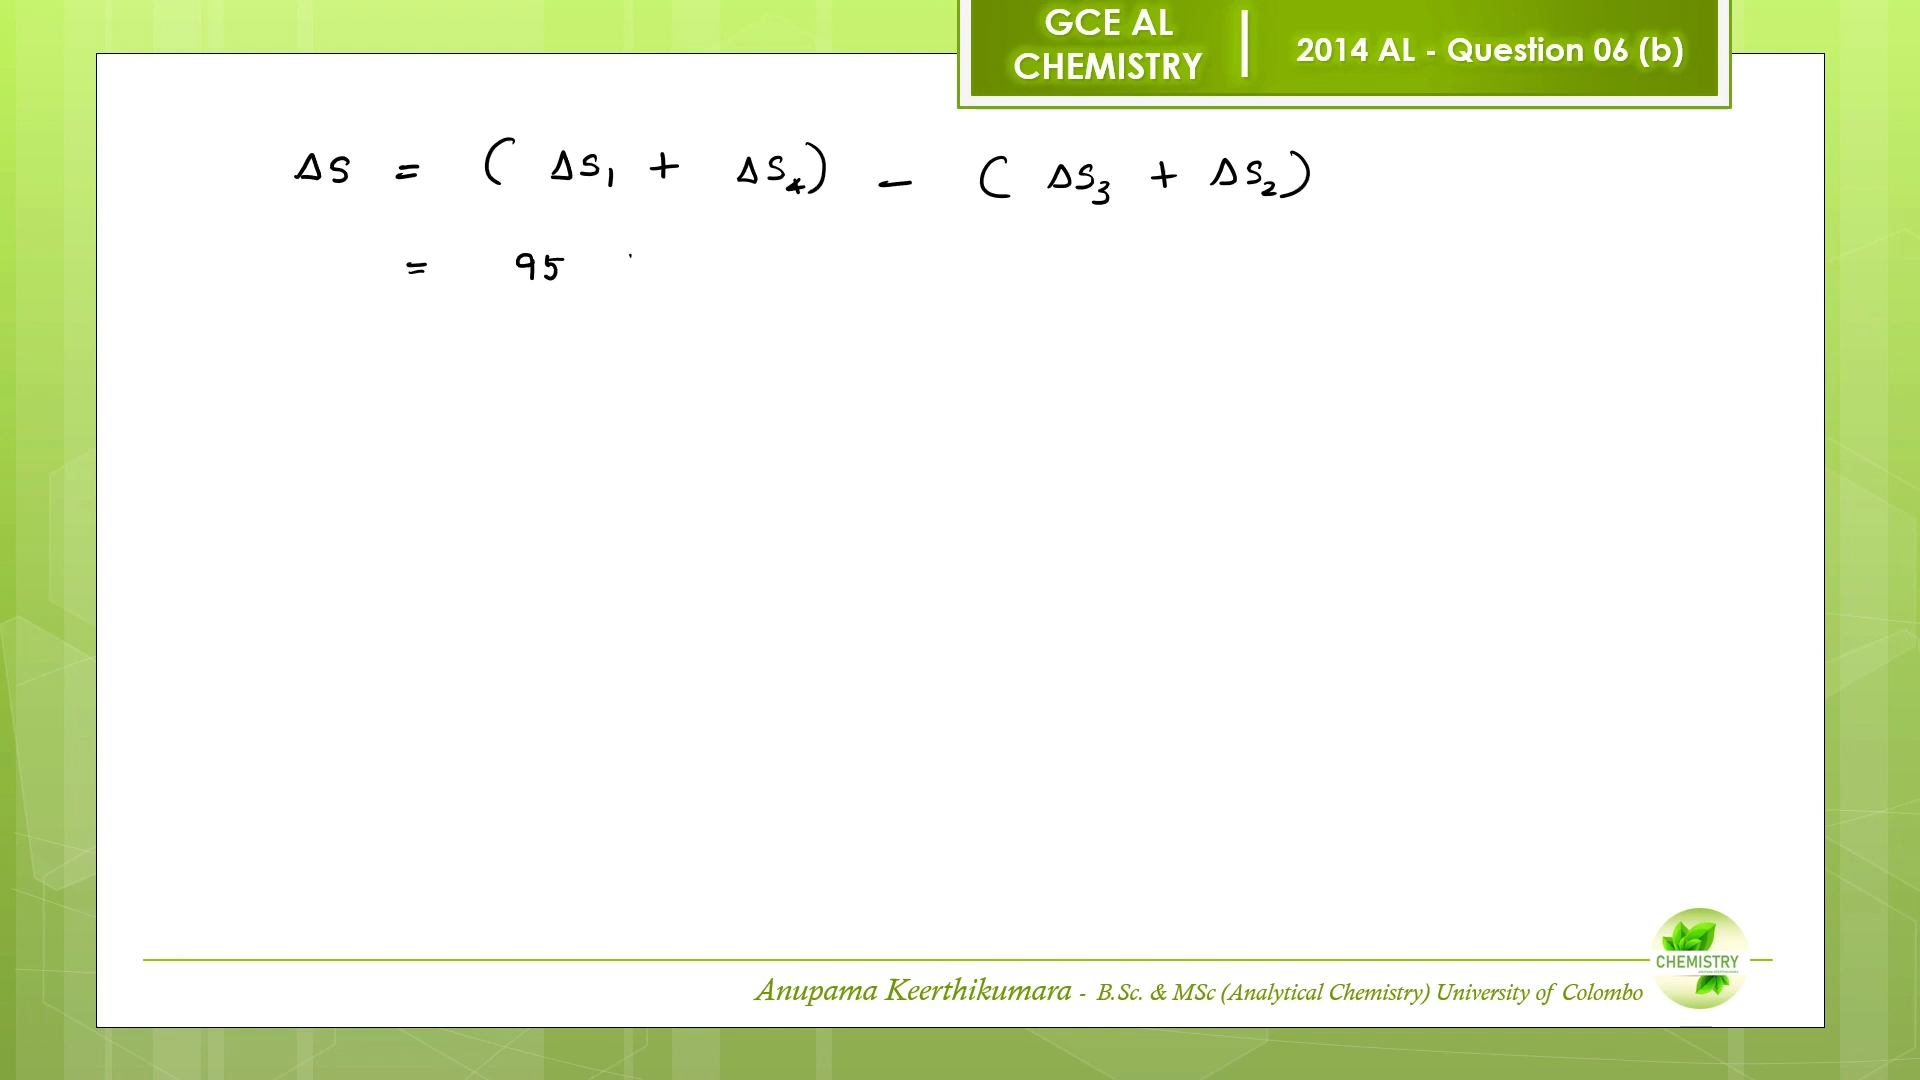 GCE AL
CHEMISTRY
2014 AL - Question 06 (b)
ΔS = ( ΔS₁ + ΔS₄) - ( ΔS₃ + ΔS₂)
= 95
CHEMISTRY
Anupama Keerthikumara - B.Sc. & MSc (Analytical Chemistry) University of Colombo